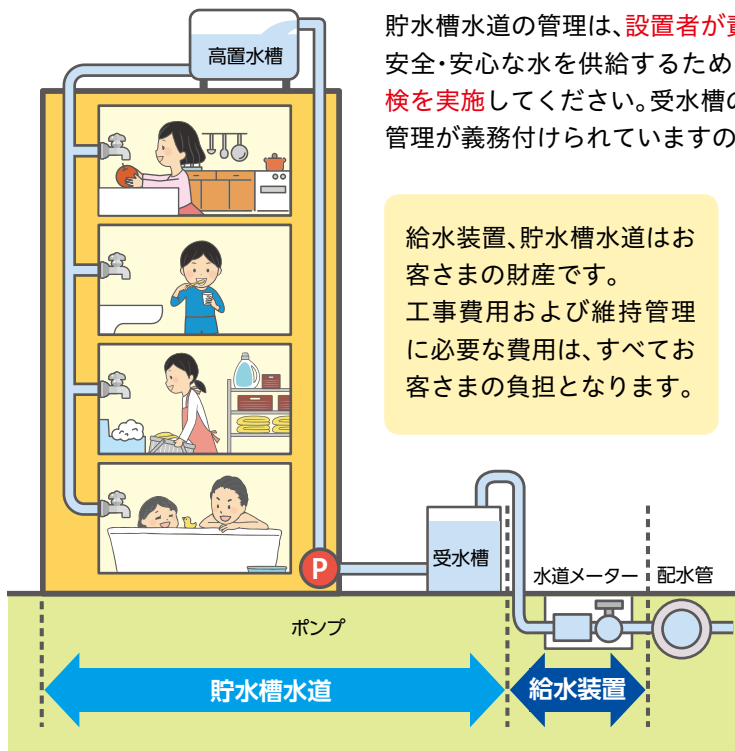 高置水槽
貯水槽水道の管理は、設置者が責
安全・安心な水を供給するため
検を実施してください。受水槽の
管理が義務付けられていますの
給水装置、貯水槽水道はお
客さまの財産です。
工事費用および維持管理
に必要な費用は、すべてお
客さまの負担となります。
受水槽
水道メーター
配水管
P
ポンプ
貯水槽水道
給水装置